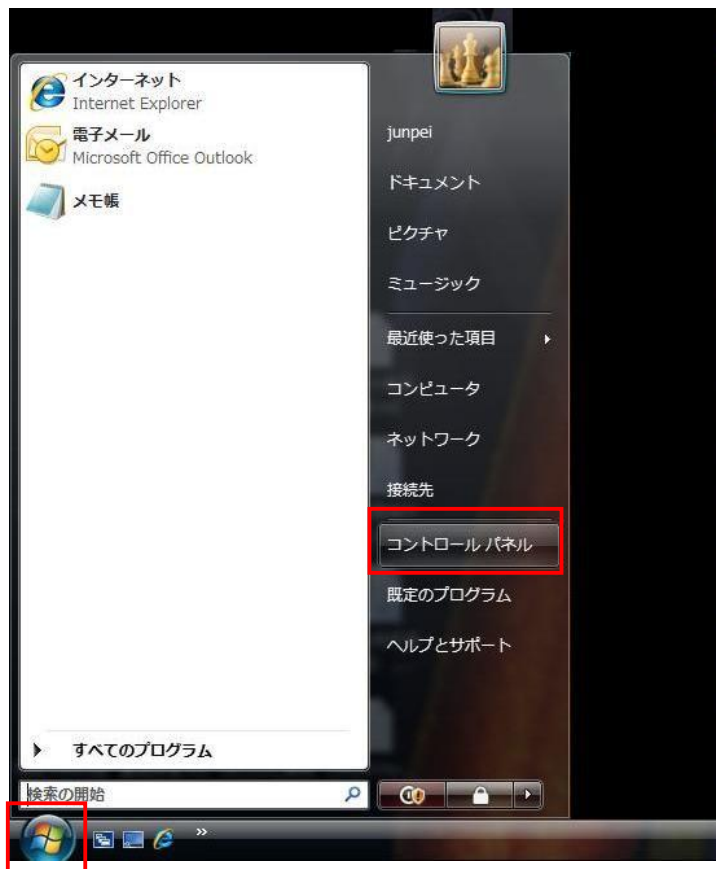 インターネット
Internet Explorer
電子メール
Microsoft Office Outlook
メモ帳
すべてのプログラム
検索の開始
junpei
ドキュメント
ピクチャ
ミュージック
最近使った項目
コンピュータ
ネットワーク
接続先
コントロール パネル
既定のプログラム
ヘルプとサポート
»